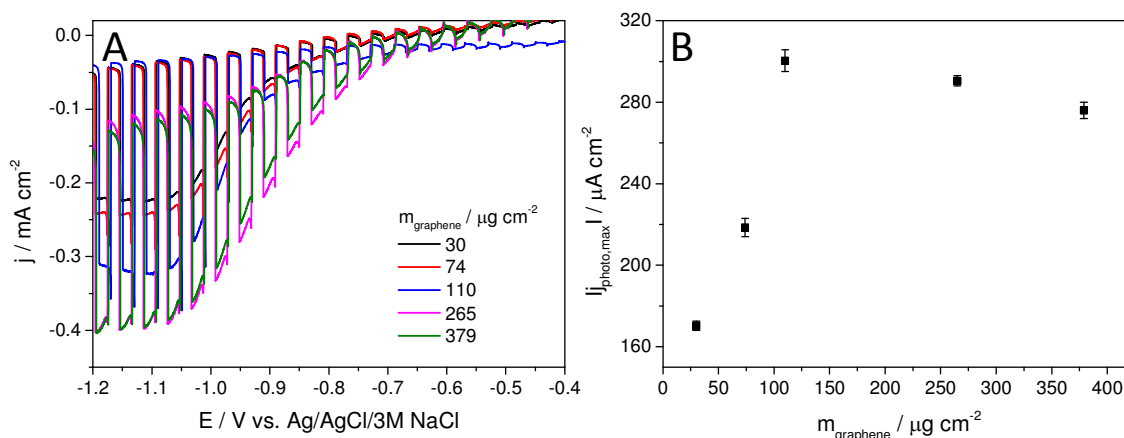 A
0.0
-0.1
-0.2
-0.3
-0.4
j / mA cm-2
-1.2 -1.1 -1.0 -0.9 -0.8 -0.7 -0.6 -0.5 -0.4
E / V vs. Ag/AgCl/3M NaCl
mgraphene / μg cm-2
30
74
110
265
379
B
320
280
240
200
160
Ijphoto,maxI / μA cm-2
0 50 100 150 200 250 300 350 400
mgraphene / μg cm-2